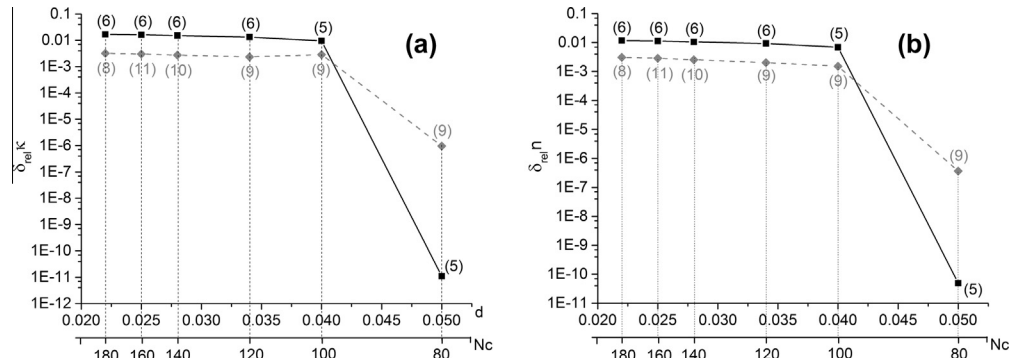 (a)
δrelκ
0.1
0.01
1E-3
1E-4
1E-5
1E-6
1E-7
1E-8
1E-9
1E-10
1E-11
1E-12
(6) (6) (6) (6) (5)
(8) (11) (10) (9) (9)
(9)
(5)
0.020 0.025 0.030 0.035 0.040 0.045 0.050 d
180 160 140 120 100 80 Nc
(b)
δreln
0.1
0.01
1E-3
1E-4
1E-5
1E-6
1E-7
1E-8
1E-9
1E-10
1E-11
(6) (6) (6) (6) (5)
(8) (11) (10) (9) (9)
(9)
(5)
0.020 0.025 0.030 0.035 0.040 0.045 0.050 d
180 160 140 120 100 80 Nc